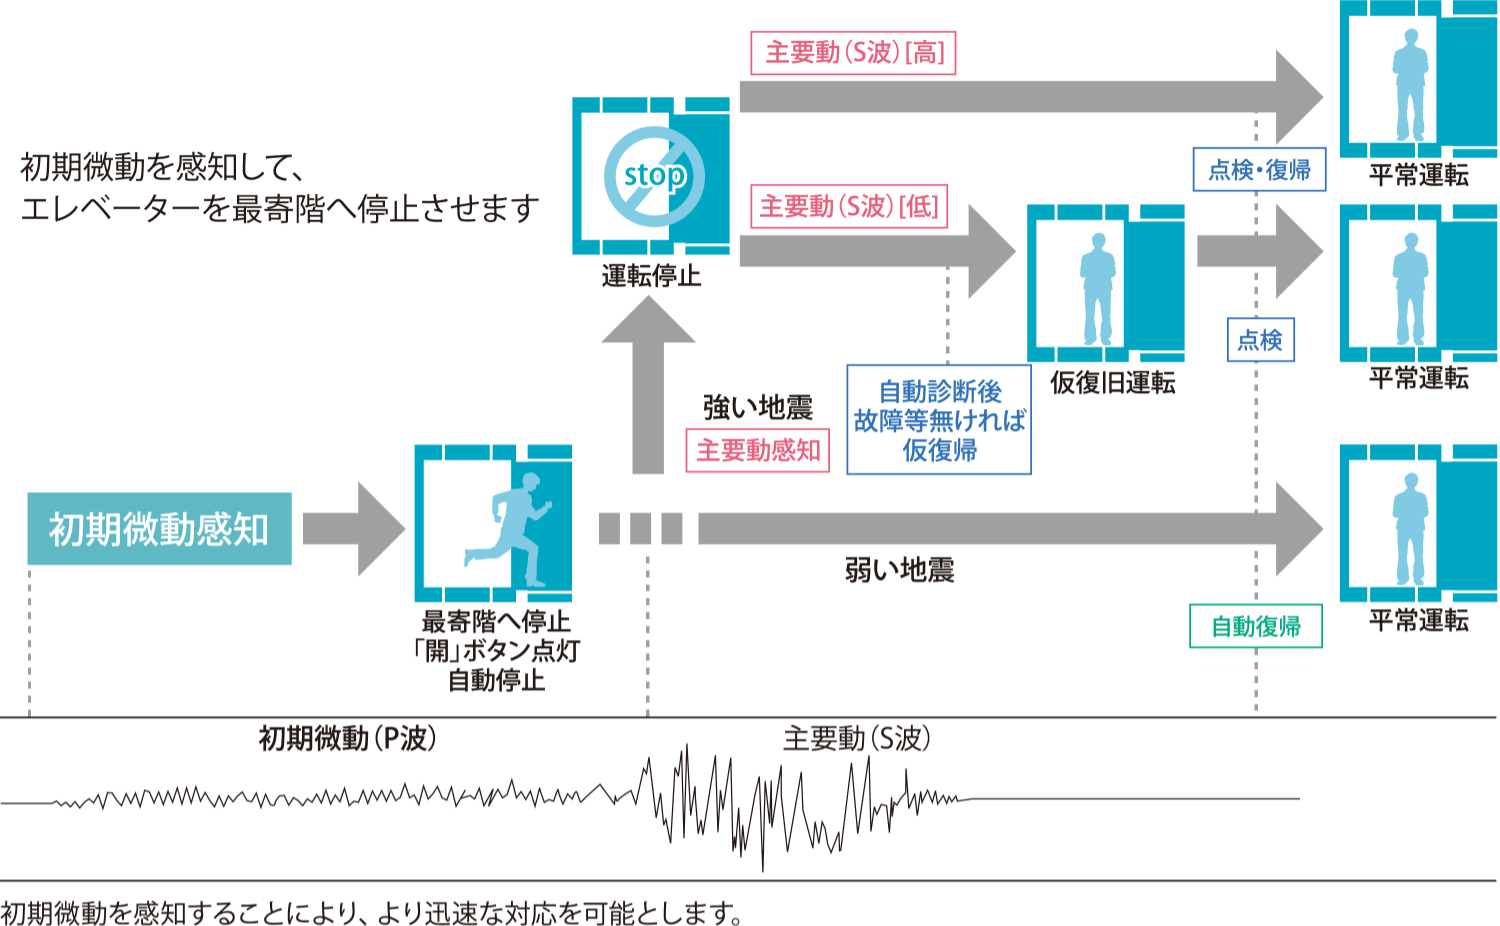 初期微動を感知して、
エレベーターを最寄階へ停止させます
stop
運転停止
主要動（S波）［高］
点検・復帰
平常運転
主要動（S波）［低］
自動診断後
故障等無ければ
仮復帰
仮復旧運転
点検
平常運転
強い地震
主要動感知
初期微動感知
最寄階へ停止
「開」ボタン点灯
自動停止
弱い地震
自動復帰
平常運転
初期微動（P波）
主要動（S波）
初期微動を感知することにより、より迅速な対応を可能とします。